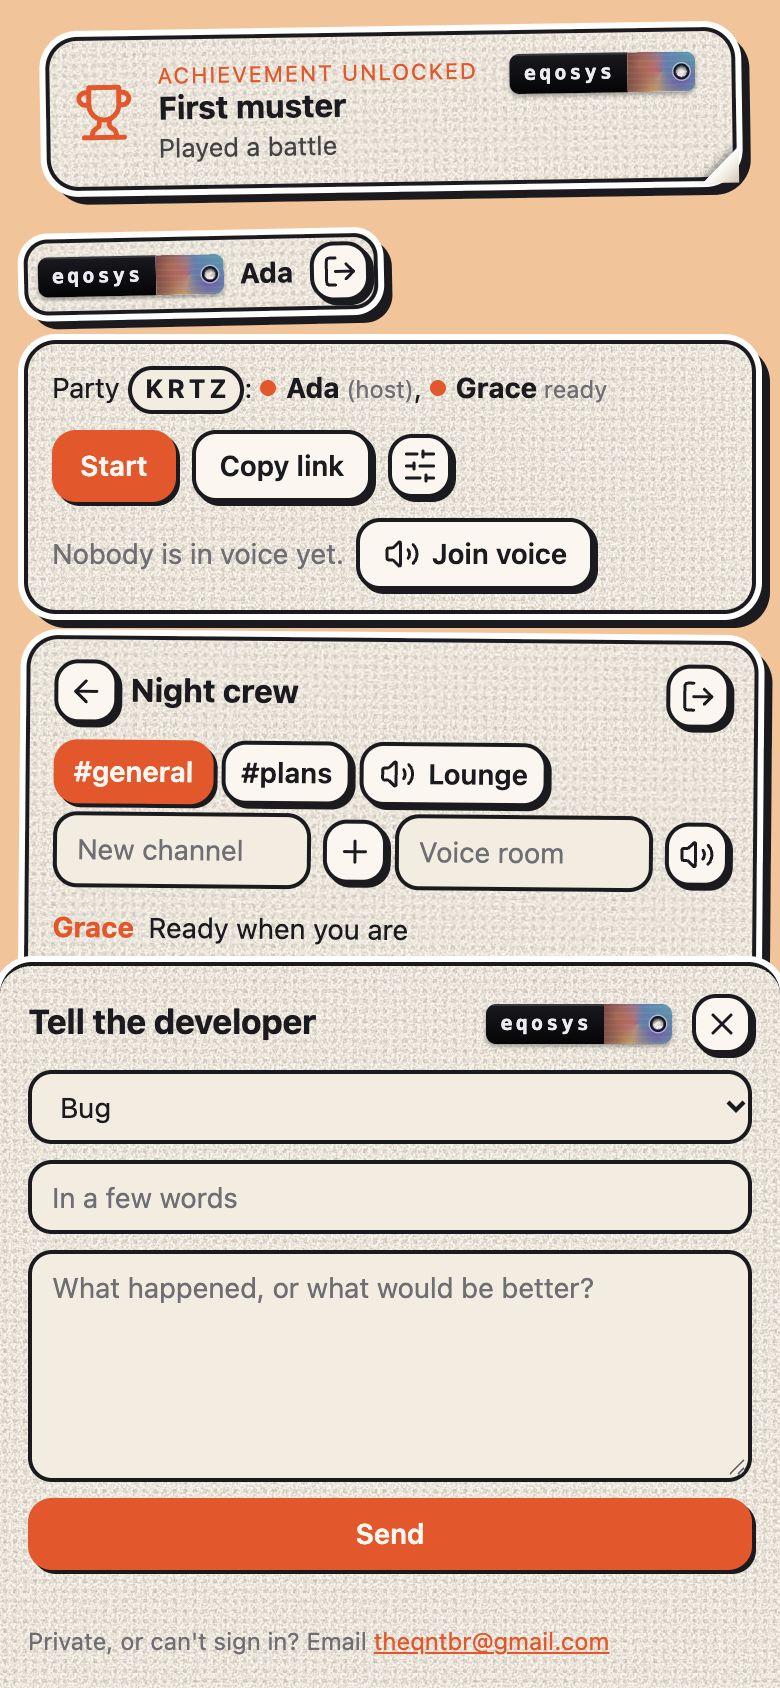 ACHIEVEMENT UNLOCKED
eqosys
First muster
Played a battle
eqosys Ada
Party KRTZ: Ada (host), Grace ready
Start Copy link
Nobody is in voice yet. Join voice
Night crew
#general #plans Lounge
New channel Voice room
Grace Ready when you are
Tell the developer eqosys
Bug
In a few words
What happened, or what would be better?
Send
Private, or can't sign in? Email theqntbr@gmail.com